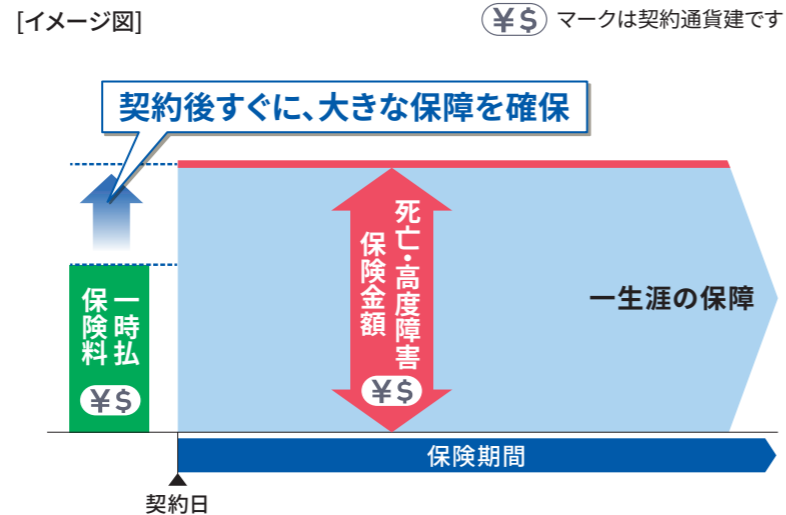 [イメージ図]
¥$ マークは契約通貨建です
契約後すぐに、大きな保障を確保
一時払
保険料
¥$
死亡・高度障害
保険金額
¥$
一生涯の保障
保険期間
契約日